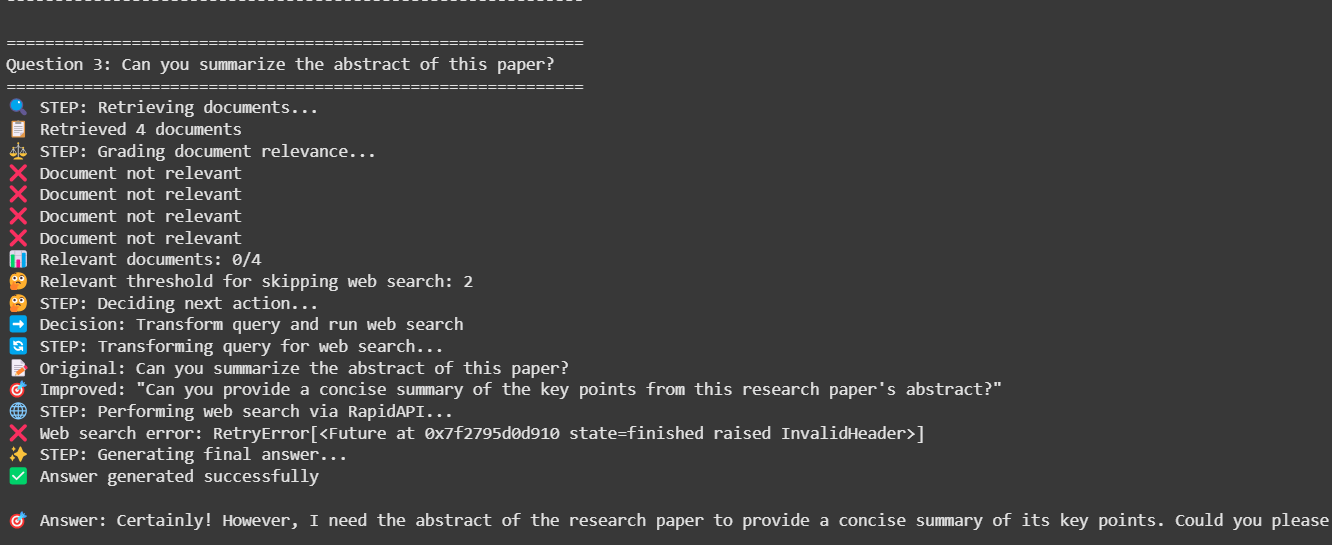 ============================================================
Question 3: Can you summarize the abstract of this paper?
============================================================
🔍 STEP: Retrieving documents...
📋 Retrieved 4 documents
⚖️ STEP: Grading document relevance...
❌ Document not relevant
❌ Document not relevant
❌ Document not relevant
❌ Document not relevant
📊 Relevant documents: 0/4
🤔 Relevant threshold for skipping web search: 2
🤔 STEP: Deciding next action...
➡️ Decision: Transform query and run web search
🔄 STEP: Transforming query for web search...
📝 Original: Can you summarize the abstract of this paper?
🎯 Improved: "Can you provide a concise summary of the key points from this research paper's abstract?"
🌐 STEP: Performing web search via RapidAPI...
❌ Web search error: RetryError[<Future at 0x7f2795d0d910 state=finished raised InvalidHeader>]
✨ STEP: Generating final answer...
✅ Answer generated successfully
🎯 Answer: Certainly! However, I need the abstract of the research paper to provide a concise summary of its key points. Could you please